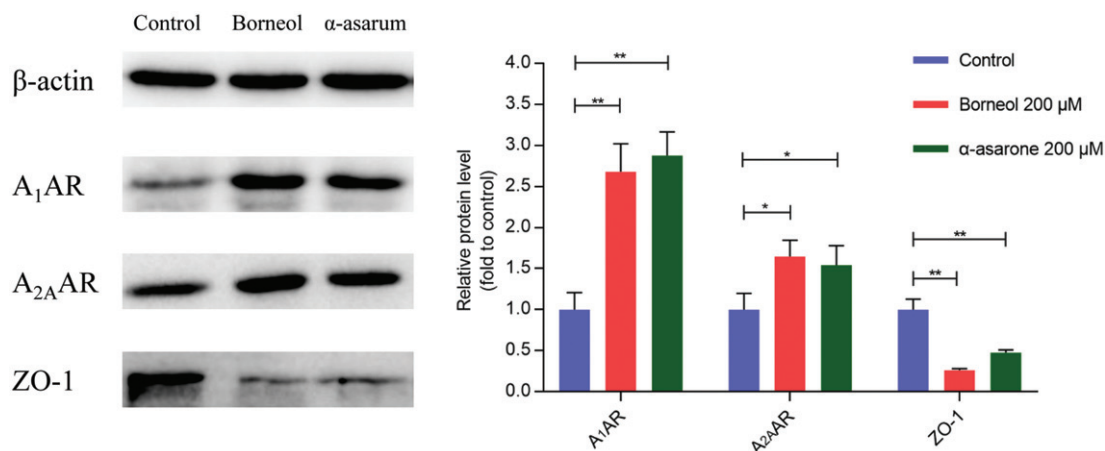 Control Borneol α-asarum
β-actin
A₁AR
A₂ₐAR
ZO-1
Relative protein level
(fold to control)
4.0
3.5
3.0
2.5
2.0
1.5
1.0
0.5
0.0
**
**
*
*
**
**
A₁AR
A₂ₐAR
ZO-1
Control
Borneol 200 μM
α-asarone 200 μM